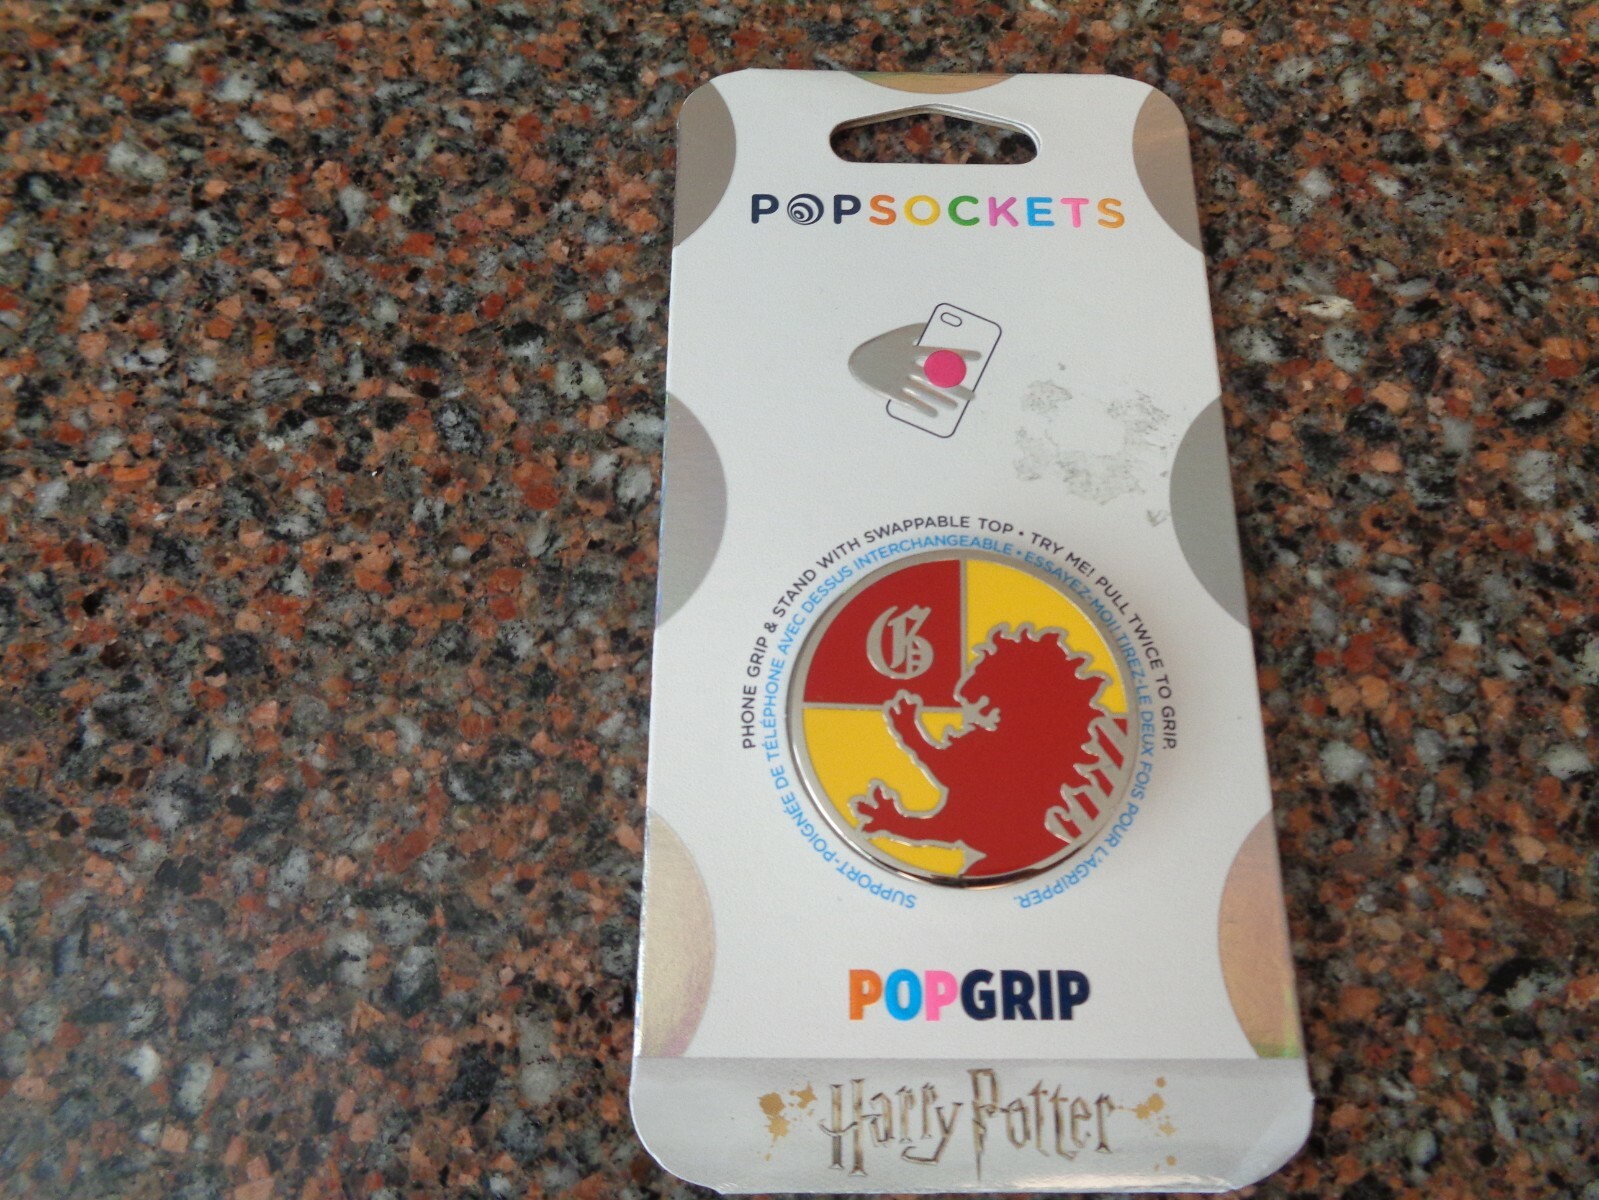 POPSOCKETS
PHONE GRIP & STAND WITH SWAPPABLE TOP • TRY ME! PULL TWICE TO GRIP.
SUPPORT-POIGNÉE DE TÉLÉPHONE AVEC DESSUS INTERCHANGEABLE • ESSAYEZ-MOI! TIREZ-LE DEUX FOIS POUR L'AGRIPPER.
G
POPGRIP
Harry Potter